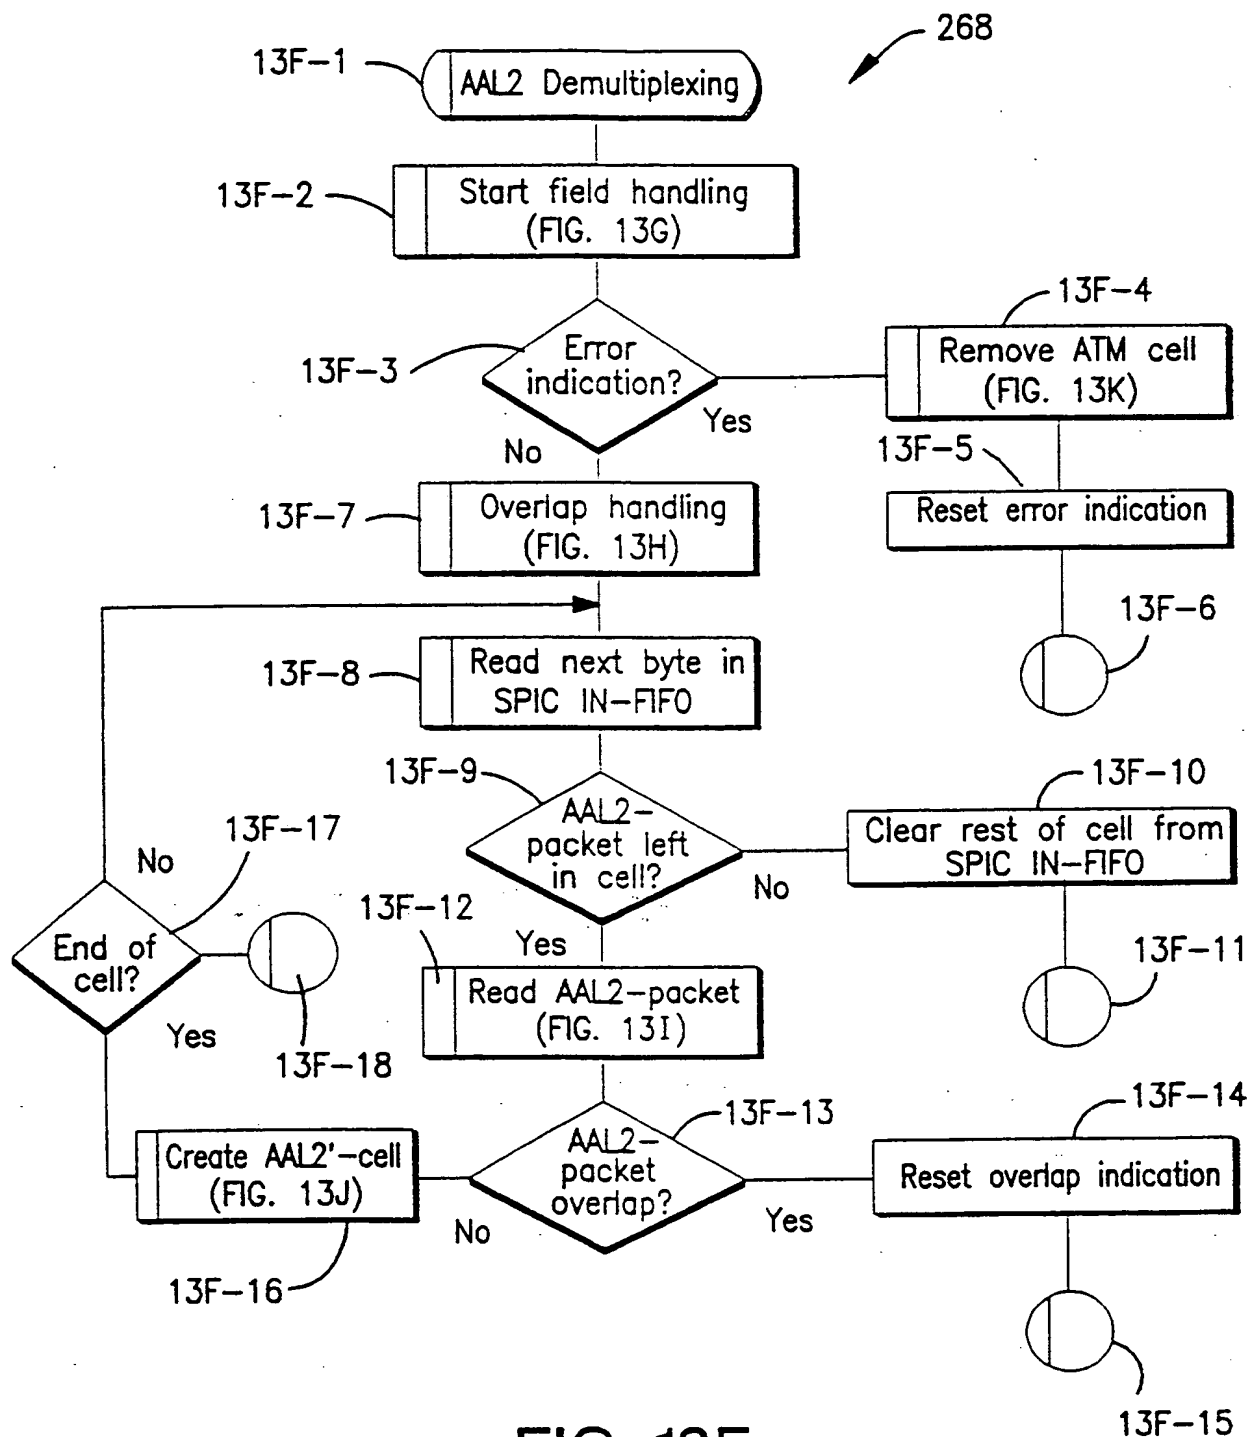 268
13F-1
AAL2 Demultiplexing
13F-2
Start field handling
(FIG. 13G)
13F-3
Error
indication?
Yes
No
13F-4
Remove ATM cell
(FIG. 13K)
13F-5
Reset error indication
13F-6
13F-7
Overlap handling
(FIG. 13H)
13F-8
Read next byte in
SPIC IN-FIFO
13F-9
AAL2-
packet left
in cell?
No
Yes
13F-10
Clear rest of cell from
SPIC IN-FIFO
13F-11
13F-17
No
End of
cell?
Yes
13F-18
13F-12
Read AAL2-packet
(FIG. 13I)
13F-13
AAL2-
packet
overlap?
No
Yes
13F-14
Reset overlap indication
13F-15
Create AAL2'-cell
(FIG. 13J)
13F-16